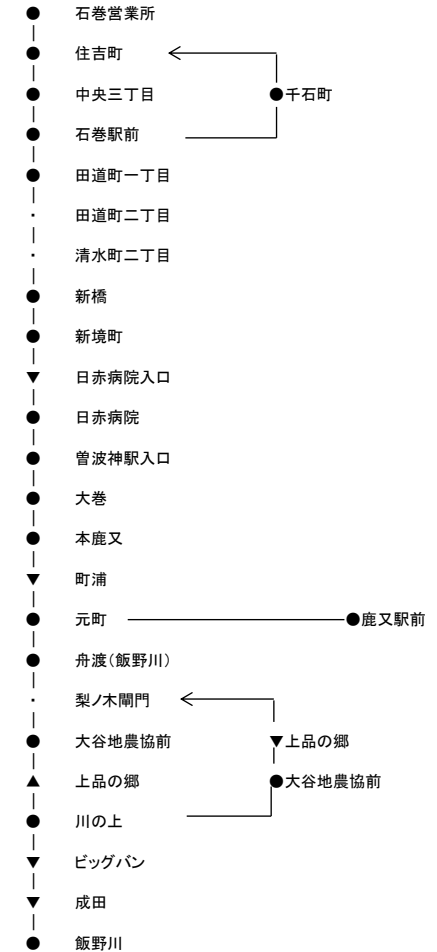 ● 石巻営業所
● 住吉町
● 中央三丁目 ●千石町
● 石巻駅前
● 田道町一丁目
・ 田道町二丁目
・ 清水町二丁目
● 新橋
● 新境町
▼ 日赤病院入口
● 日赤病院
● 曽波神駅入口
● 大巻
● 本鹿又
▼ 町浦
● 元町 ●鹿又駅前
● 舟渡(飯野川)
・ 梨ノ木閘門
● 大谷地農協前 ▼上品の郷
▲ 上品の郷 ●大谷地農協前
● 川の上
▼ ビッグバン
▼ 成田
● 飯野川